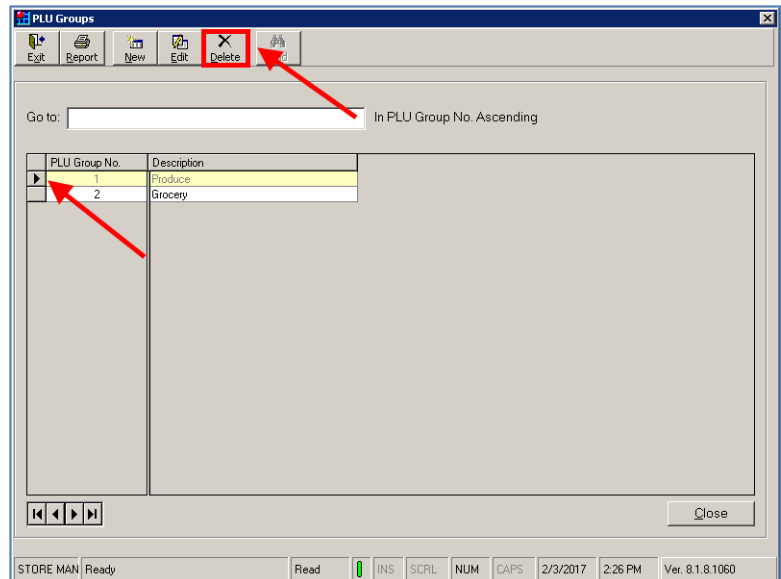 PLU Groups
Exit Report New Edit Delete
Go to: In PLU Group No. Ascending
PLU Group No. Description
1 Produce
2 Grocery
Close
STORE MAN Ready Read INS SCRL NUM CAPS 2/3/2017 2:26 PM Ver. 8.1.8.1060